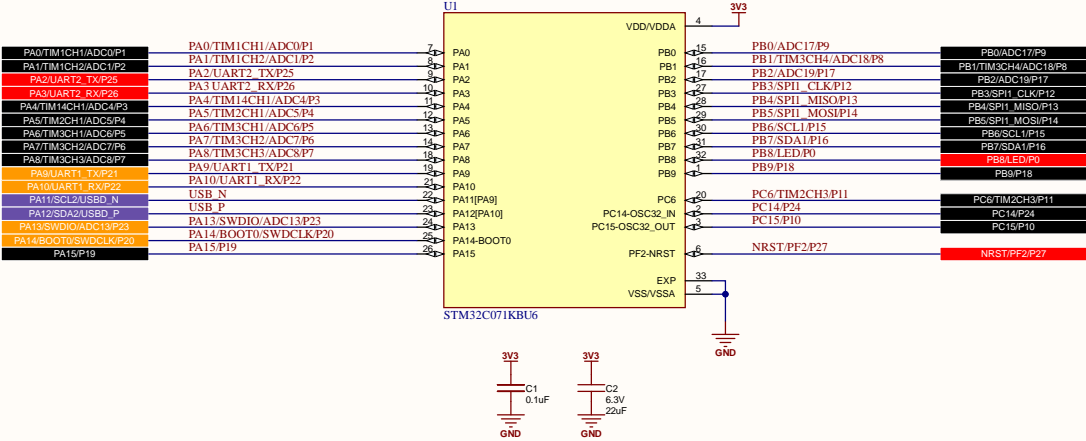 U1
3V3
VDD/VDDA 4
PA0/TIM1CH1/ADC0/P1 PA0/TIM1CH1/ADC0/P1 7 PA0 PB0 15 PB0/ADC17/P9 PB0/ADC17/P9
PA1/TIM1CH2/ADC1/P2 PA1/TIM1CH2/ADC1/P2 8 PA1 PB1 16 PB1/TIM3CH4/ADC18/P8 PB1/TIM3CH4/ADC18/P8
PA2/UART2_TX/P25 PA2/UART2_TX/P25 9 PA2 PB2 17 PB2/ADC19/P17 PB2/ADC19/P17
PA3/UART2_RX/P26 PA3 UART2_RX/P26 10 PA3 PB3 27 PB3/SPI1_CLK/P12 PB3/SPI1_CLK/P12
PA4/TIM14CH1/ADC4/P3 PA4/TIM14CH1/ADC4/P3 11 PA4 PB4 28 PB4/SPI1_MISO/P13 PB4/SPI1_MISO/P13
PA5/TIM2CH1/ADC5/P4 PA5/TIM2CH1/ADC5/P4 12 PA5 PB5 29 PB5/SPI1_MOSI/P14 PB5/SPI1_MOSI/P14
PA6/TIM3CH1/ADC6/P5 PA6/TIM3CH1/ADC6/P5 13 PA6 PB6 30 PB6/SCL1/P15 PB6/SCL1/P15
PA7/TIM3CH2/ADC7/P6 PA7/TIM3CH2/ADC7/P6 14 PA7 PB7 31 PB7/SDA1/P16 PB7/SDA1/P16
PA8/TIM3CH3/ADC8/P7 PA8/TIM3CH3/ADC8/P7 18 PA8 PB8 32 PB8/LED/P0 PB8/LED/P0
PA9/UART1_TX/P21 PA9/UART1_TX/P21 19 PA9 PB9 1 PB9/P18 PB9/P18
PA10/UART1_RX/P22 PA10/UART1_RX/P22 21 PA10
PA11/SCL2/USBD_N USB_N 22 PA11[PA9] PC6 20 PC6/TIM2CH3/P11 PC6/TIM2CH3/P11
PA12/SDA2/USBD_P USB_P 23 PA12[PA10] PC14-OSC32_IN 2 PC14/P24 PC14/P24
PA13/SWDIO/ADC13/P23 PA13/SWDIO/ADC13/P23 24 PA13 PC15-OSC32_OUT 3 PC15/P10 PC15/P10
PA14/BOOT0/SWDCLK/P20 PA14/BOOT0/SWDCLK/P20 25 PA14-BOOT0
PA15/P19 PA15/P19 26 PA15 PF2-NRST 6 NRST/PF2/P27 NRST/PF2/P27
EXP 33
VSS/VSSA 5
STM32C071KBU6
GND
3V3 3V3
C1 C2
0.1uF 6.3V
22uF
GND GND